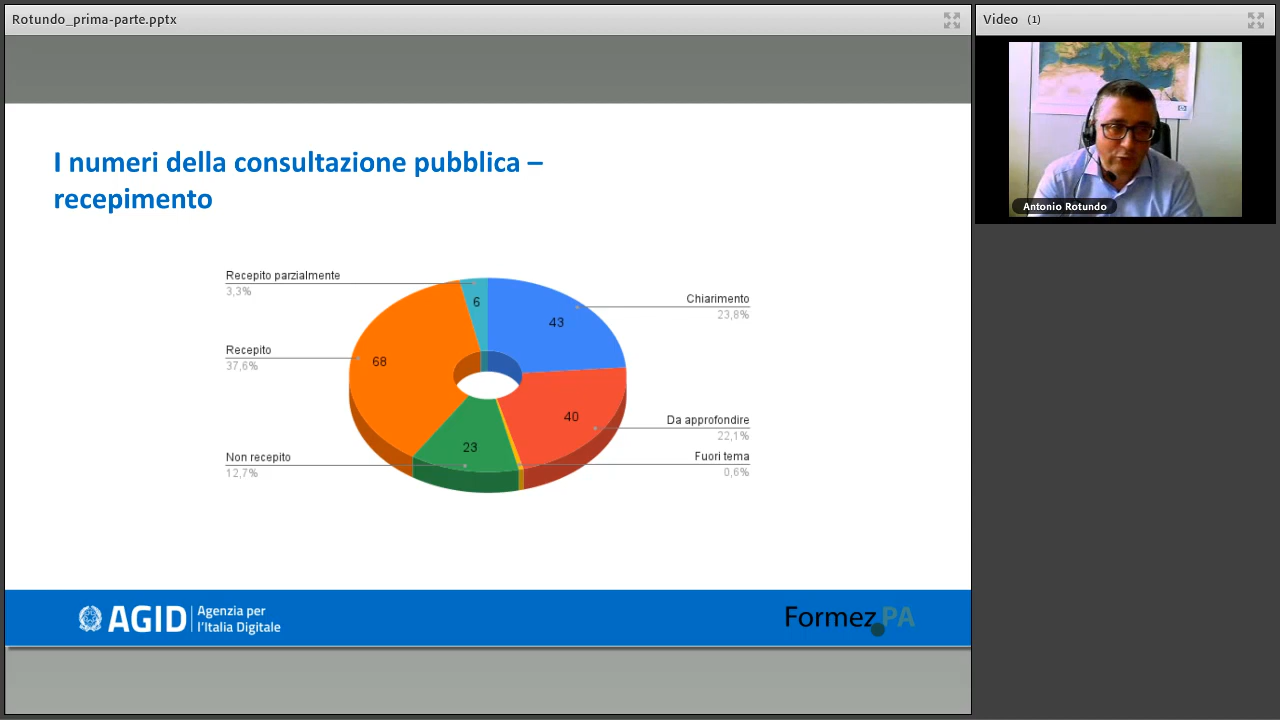 Rotundo_prima-parte.pptx
Video (1)
Antonio Rotundo
I numeri della consultazione pubblica –
recepimento
Recepito parzialmente
3,3%
6
Chiarimento
23,8%
43
Recepito
37,6%
68
Da approfondire
22,1%
40
Non recepito
12,7%
23
Fuori tema
0,6%
AGID
Agenzia per
l'Italia Digitale
Formez PA